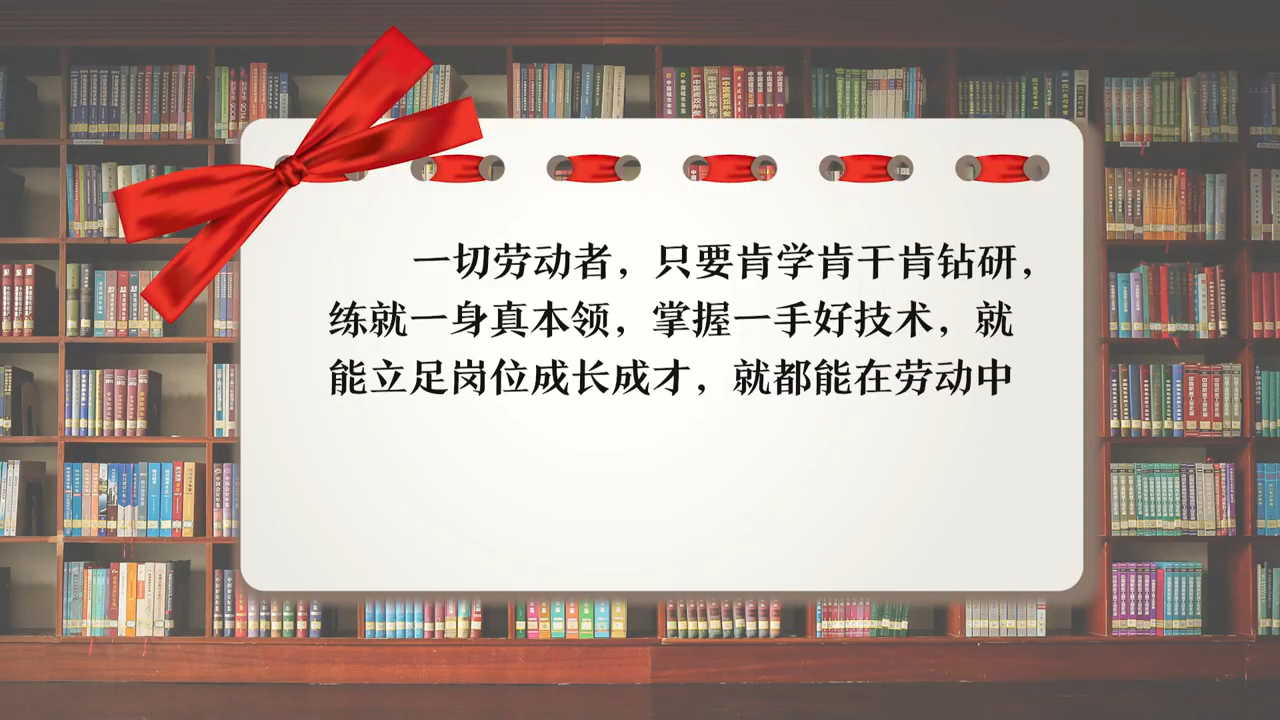 一切劳动者，只要肯学肯干肯钻研，
练就一身真本领，掌握一手好技术，就
能立足岗位成长成才，就都能在劳动中